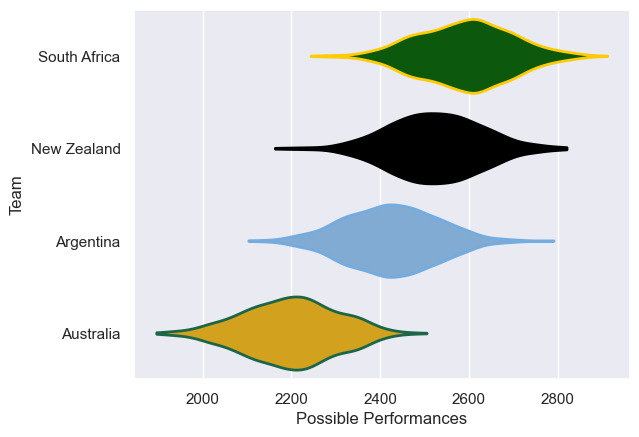 South Africa
New Zealand
Argentina
Australia
Team
2000 2200 2400 2600 2800
Possible Performances